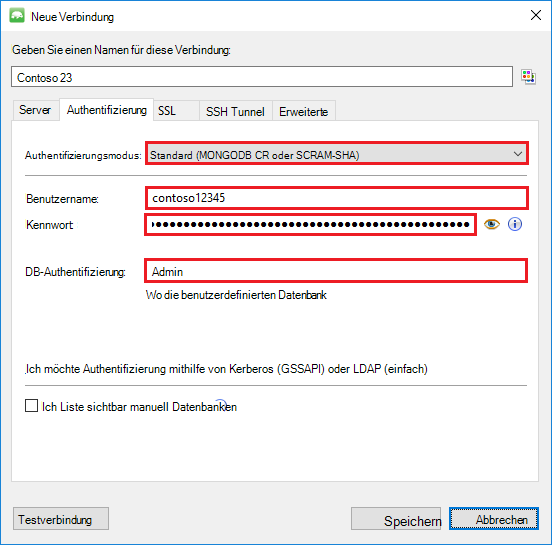 Neue Verbindung
Geben Sie einen Namen für diese Verbindung:
Contoso 23
Server Authentifizierung SSL SSH Tunnel Erweiterte
Authentifizierungsmodus: Standard (MONGODB CR oder SCRAM-SHA)
Benutzername: contoso12345
Kennwort
DB-Authentifizierung: Admin
Wo die benutzerdefinierten Datenbank
Ich möchte Authentifizierung mithilfe von Kerberos (GSSAPI) oder LDAP (einfach)
Ich Liste sichtbar manuell Datenbanken
Testverbindung Speichern Abbrechen